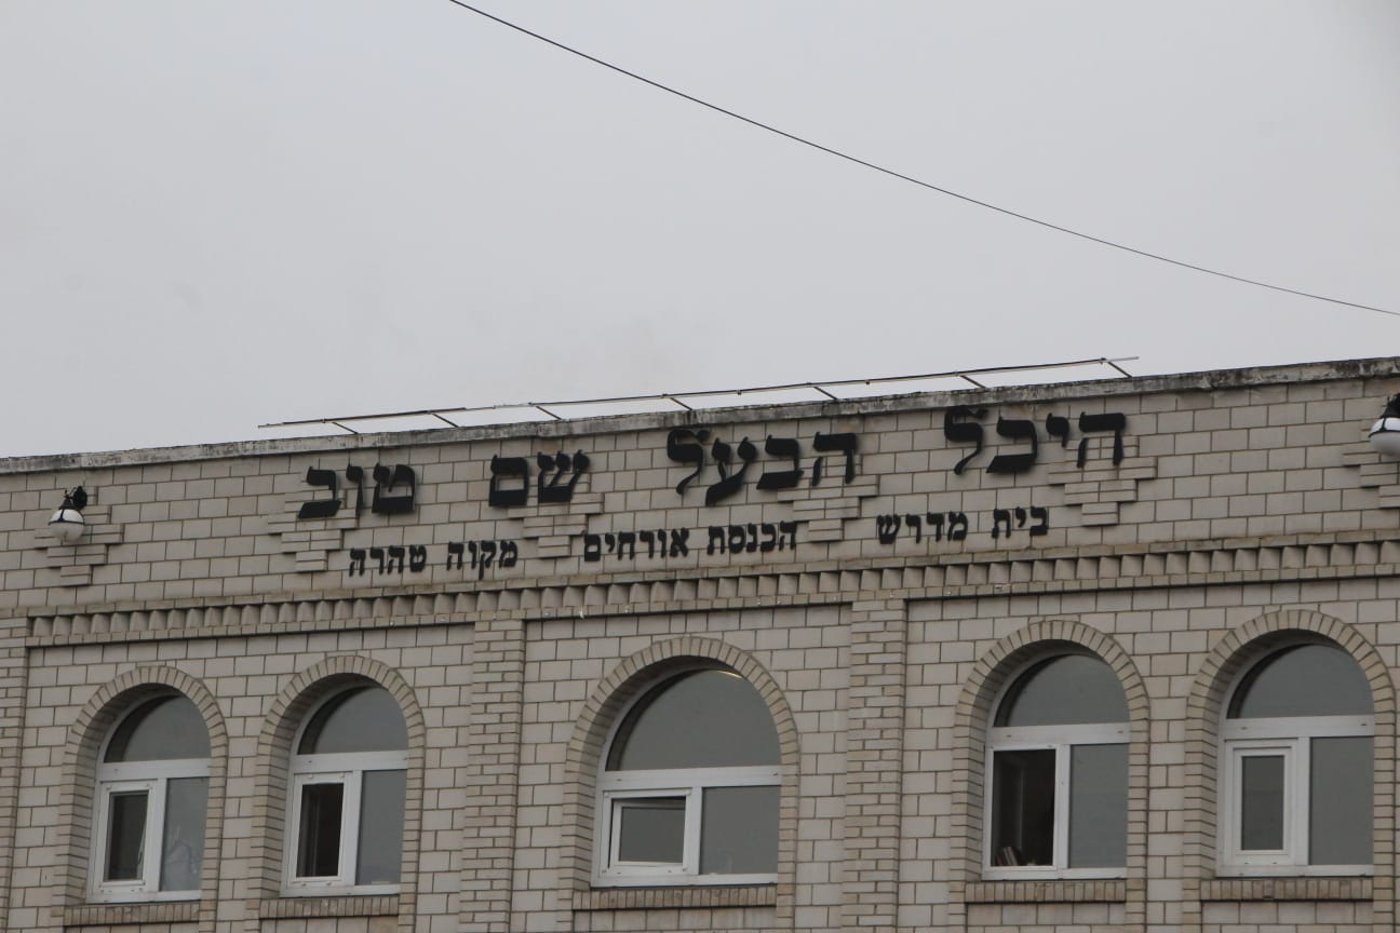 היכל הבעל שם טוב
בית מדרש הכנסת אורחים מקוה טהרה